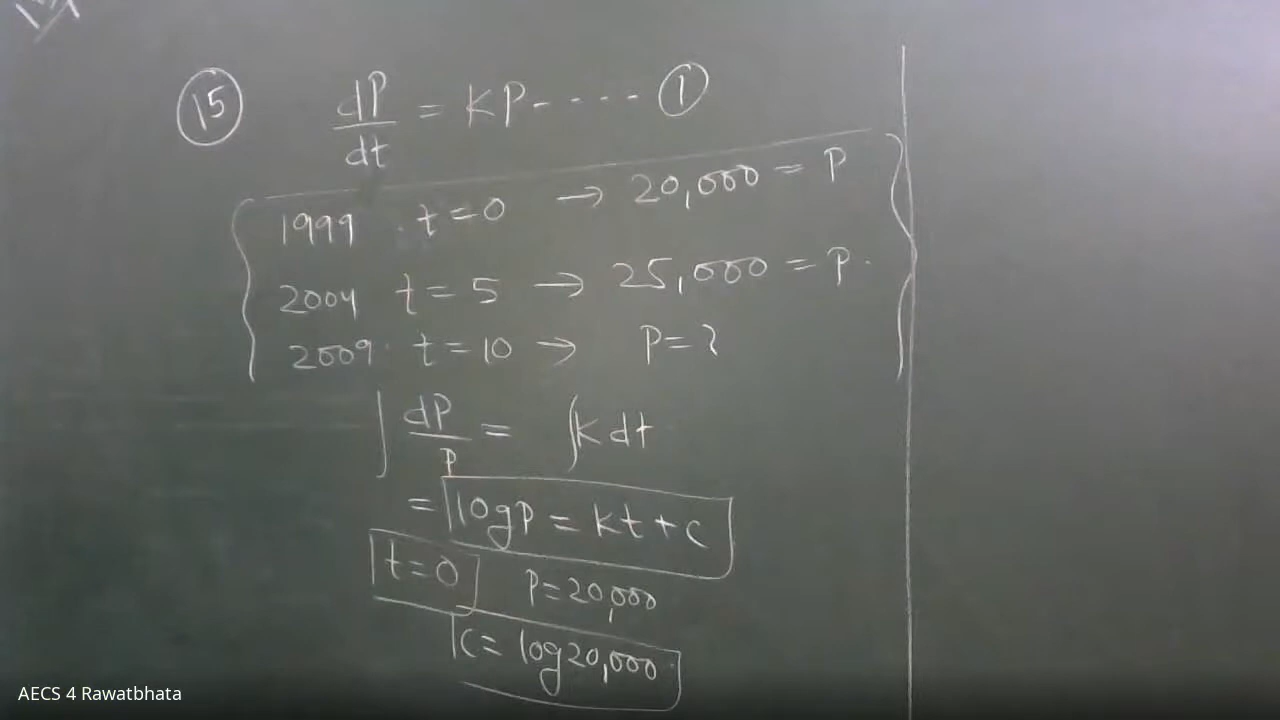 15 dP/dt = KP - - - - - 1
1999 t = 0 → 20,000 = P
2004 t = 5 → 25,000 = P.
2009 t = 10 → P = ?
∫ dP/P = ∫ K dt
= logP = kt + c
t = 0 P = 20,000
C = log 20,000
AECS 4 Rawatbhata